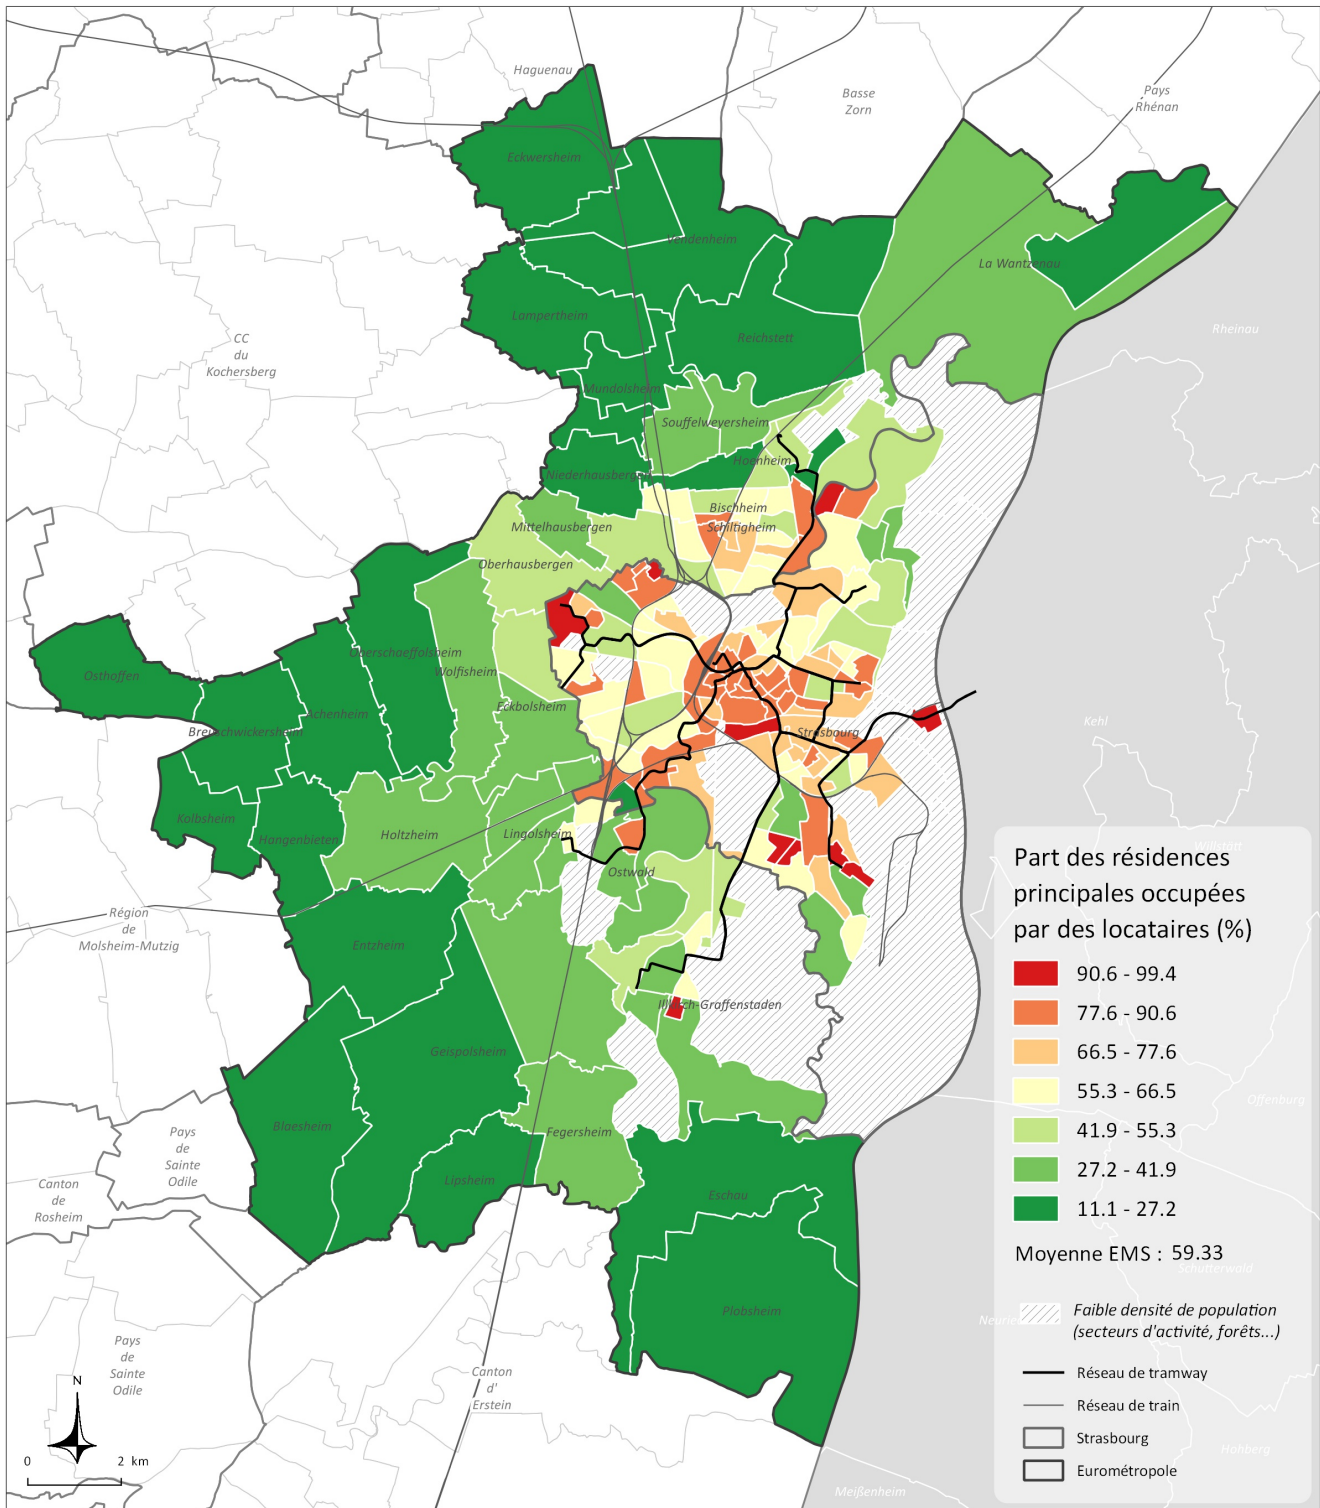 Haguenau
Basse
Zorn
Pays
Rhénan
Eckwersheim
Vendenheim
La Wantzenau
Lampertheim
Reichstett
Rheinau
CC
du
Kochersberg
Mundolsheim
Souffelweyersheim
Hoenheim
Niederhausbergen
Bischheim
Mittelhausbergen
Schiltigheim
Oberhausbergen
Oberschaeffolsheim
Osthoffen
Wolfisheim
Eckbolsheim
Achenheim
Breuschwickersheim
Strasbourg
Kehl
Kolbsheim
Hangenbieten
Holtzheim
Lingolsheim
Ostwald
Willstätt
Région
de
Molsheim-Mutzig
Entzheim
Illkirch-Graffenstaden
Geispolsheim
Offenburg
Blaesheim
Fegersheim
Pays
de
Sainte
Odile
Canton
de
Rosheim
Lipsheim
Eschau
Plobsheim
Pays
de
Sainte
Odile
Canton
d'
Erstein
Schutterwald
Neurie
Hohberg
Meißenheim
Part des résidences
principales occupées
par des locataires (%)
90.6 - 99.4
77.6 - 90.6
66.5 - 77.6
55.3 - 66.5
41.9 - 55.3
27.2 - 41.9
11.1 - 27.2
Moyenne EMS : 59.33
Faible densité de population
(secteurs d'activité, forêts...)
Réseau de tramway
Réseau de train
Strasbourg
Eurométropole
N
0 2 km